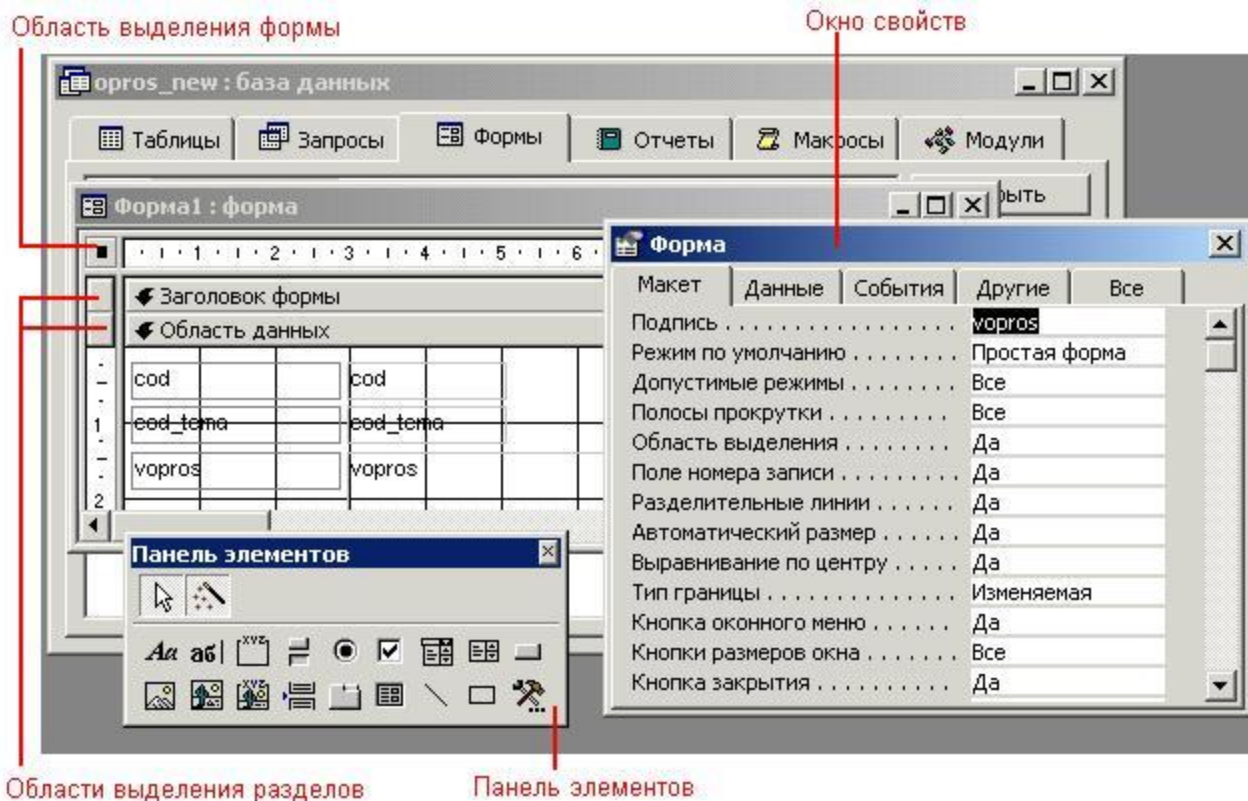 Область выделения формы
Окно свойств
opros_new : база данных
Таблицы Запросы Формы Отчеты Макросы Модули
Форма1 : форма
1 2 3 4 5 6
Заголовок формы
Область данных
cod cod
cod_tema cod_tema
1
vopros vopros
2
Форма
Макет Данные События Другие Все
Подпись . . . . . . . . . . . . . . . . . . vopros
Режим по умолчанию . . . . . . . . Простая форма
Допустимые режимы . . . . . . . . Все
Полосы прокрутки . . . . . . . . . Все
Область выделения . . . . . . . . Да
Поле номера записи . . . . . . . . . Да
Разделительные линии . . . . . . Да
Автоматический размер . . . . . Да
Выравнивание по центру . . . . . Да
Тип границы . . . . . . . . . . . . . . . Изменяемая
Кнопка оконного меню . . . . . . Да
Кнопки размеров окна . . . . . . . Все
Кнопка закрытия . . . . . . . . . . Да
Панель элементов
Aa аб| XYZ
XYZ
Области выделения разделов
Панель элементов